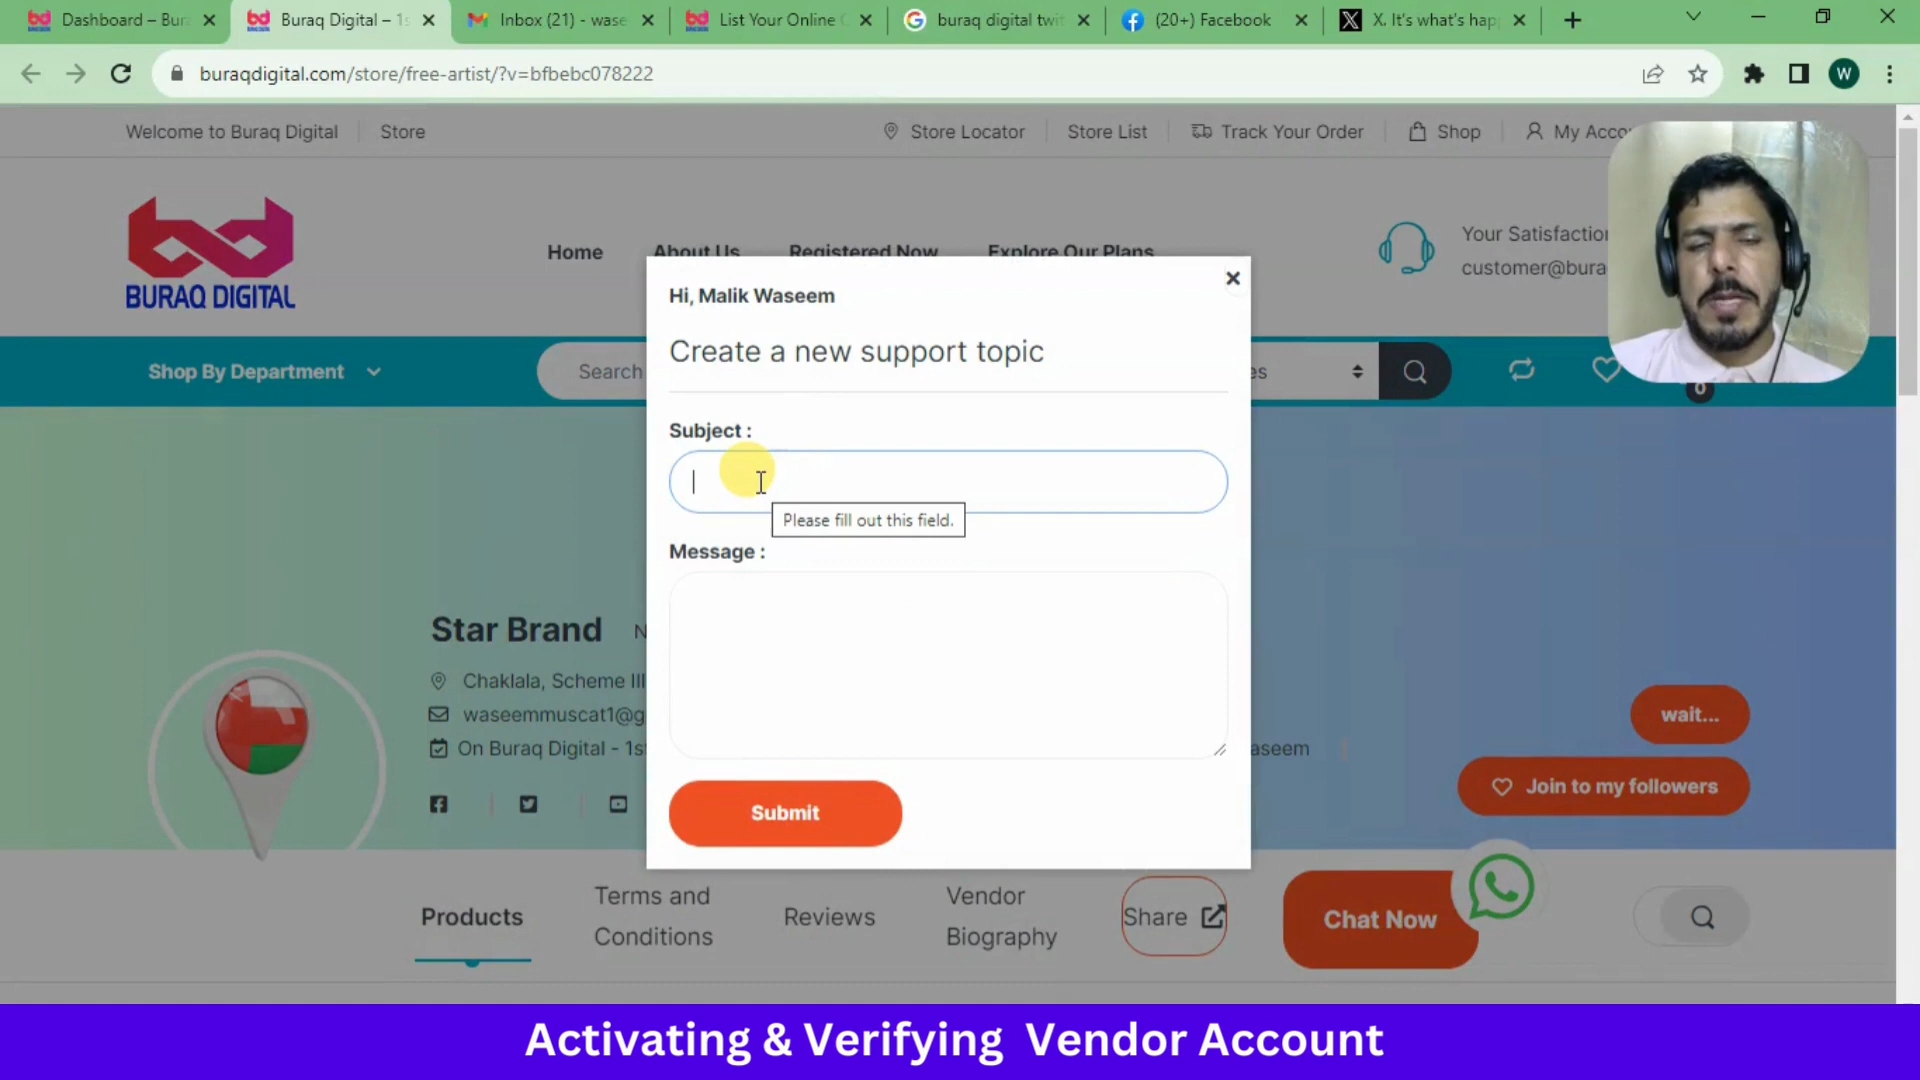 Dashboard – Bur
Buraq Digital – 1s
Inbox (21) - wase
List Your Online
buraq digital twit
(20+) Facebook
X. It's what's hap
buraqdigital.com/store/free-artist/?v=bfbebc078222
W
Welcome to Buraq Digital
Store
Store Locator
Store List
Track Your Order
Shop
My Acco
BURAQ DIGITAL
Home
About Us
Registered Now
Explore Our Plans
Your Satisfaction
customer@bura
Shop By Department
Search
es
0
Hi, Malik Waseem
Create a new support topic
Subject :
Please fill out this field.
Message :
Submit
Star Brand
N
Chaklala, Scheme III
waseemmuscat1@g
On Buraq Digital - 1s
aseem
wait...
Join to my followers
Products
Terms and
Conditions
Reviews
Vendor
Biography
Share
Chat Now
Activating & Verifying Vendor Account